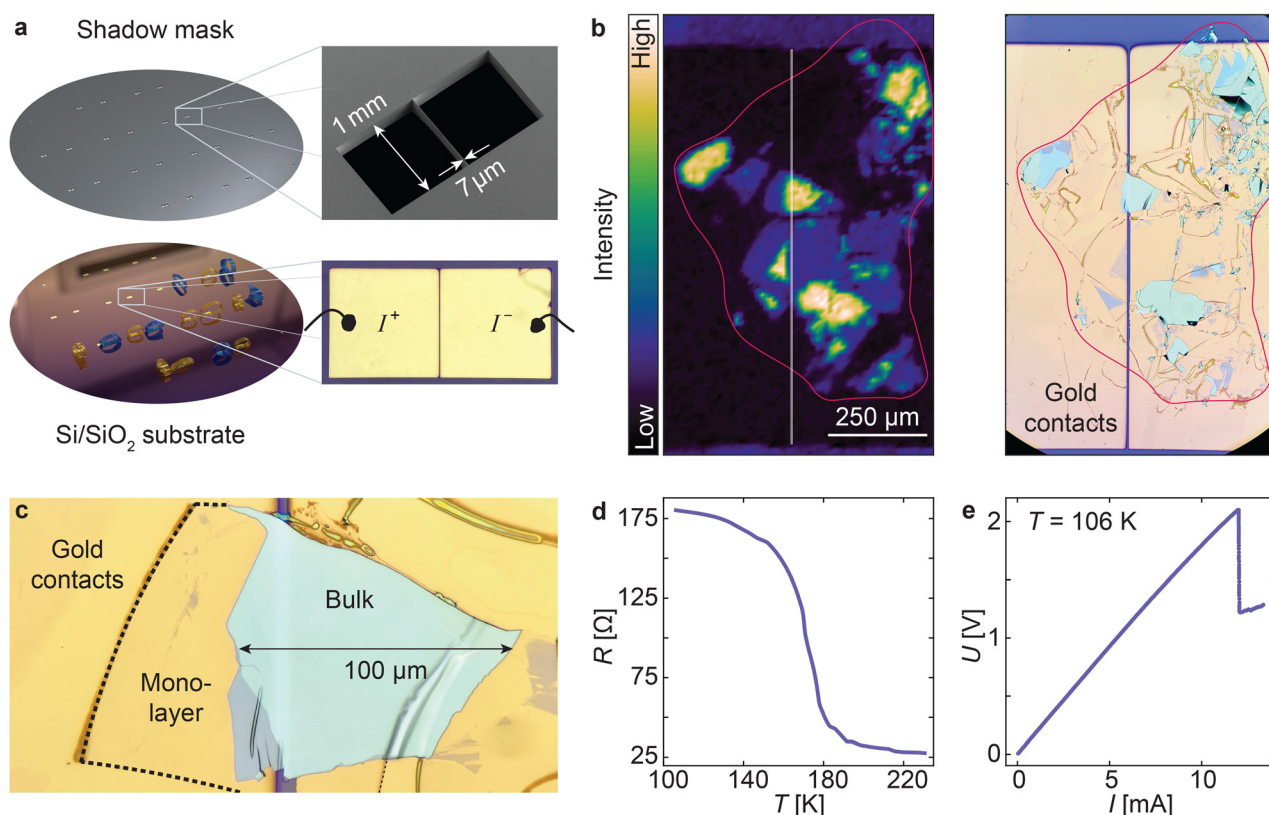 a
Shadow mask
1 mm
7 µm
I⁺
I⁻
Si/SiO₂ substrate
b
High
Intensity
Low
250 µm
Gold
contacts
c
Gold
contacts
Bulk
100 µm
Mono-
layer
d
175
125
75
25
R [Ω]
100
140
180
220
T [K]
e
T = 106 K
2
1
0
U [V]
0
5
10
I [mA]